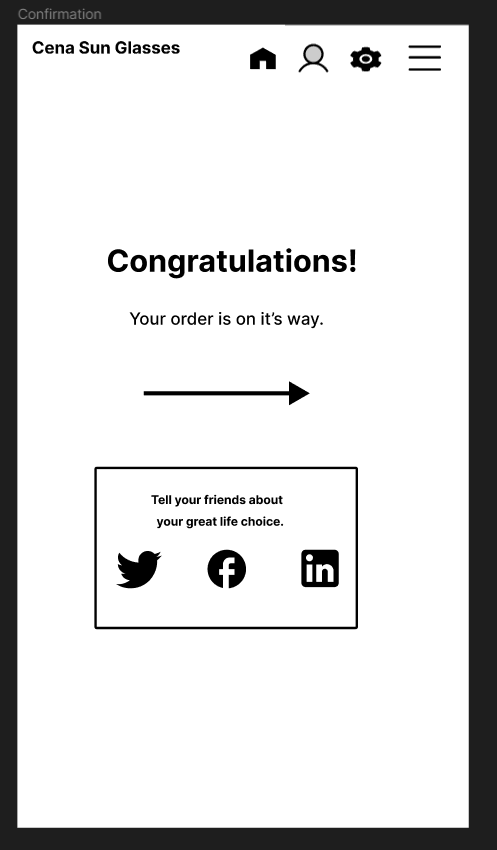 Confirmation
Cena Sun Glasses
Congratulations!
Your order is on it’s way.
Tell your friends about
your great life choice.
in